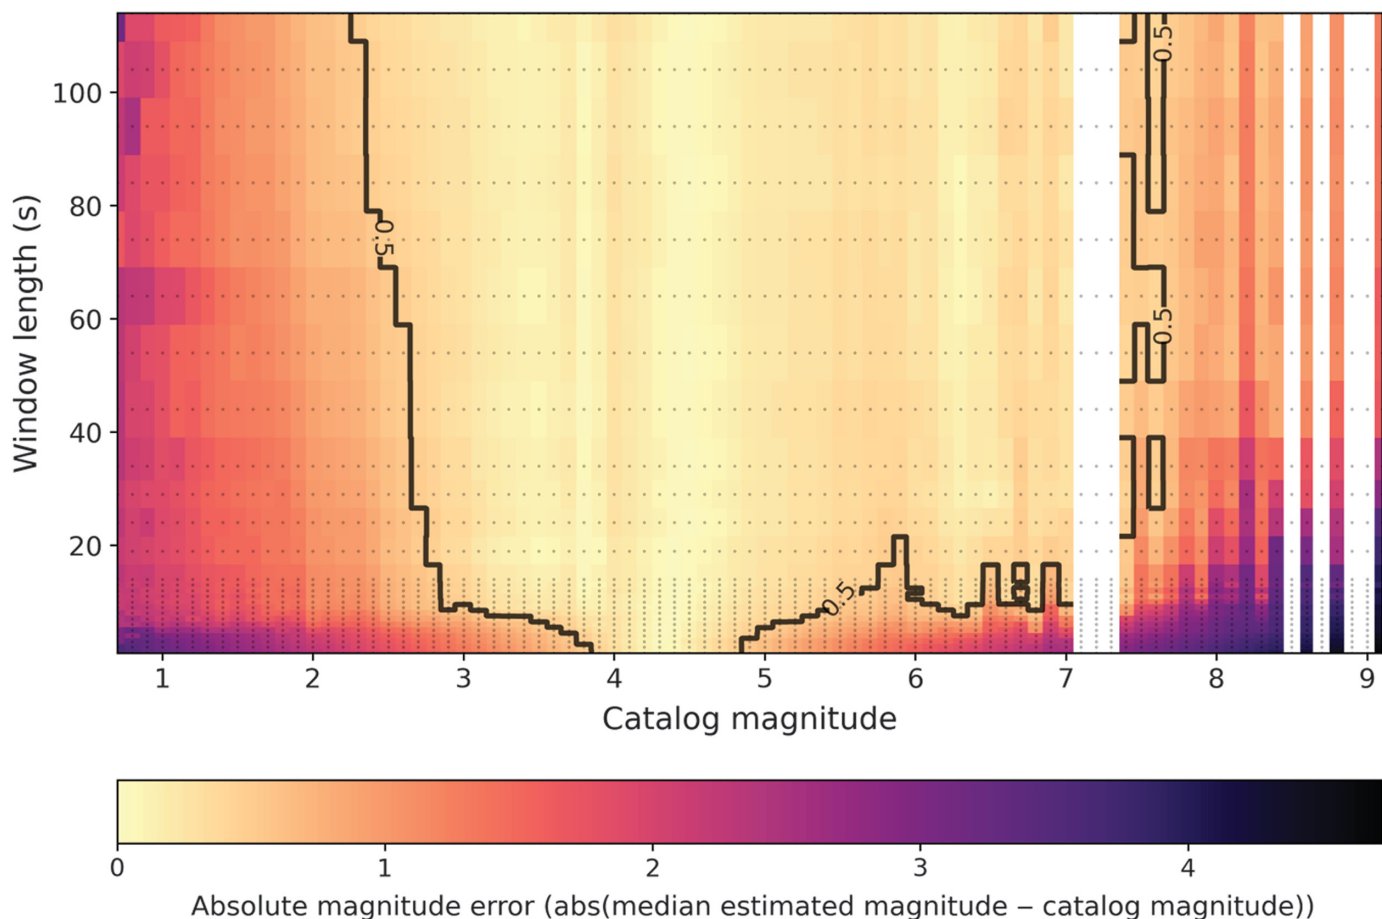 100
80
60
40
20
Window length (s)
0.5
0.5
0.5
0.5
1 2 3 4 5 6 7 8 9
Catalog magnitude
0 1 2 3 4
Absolute magnitude error (abs(median estimated magnitude − catalog magnitude))